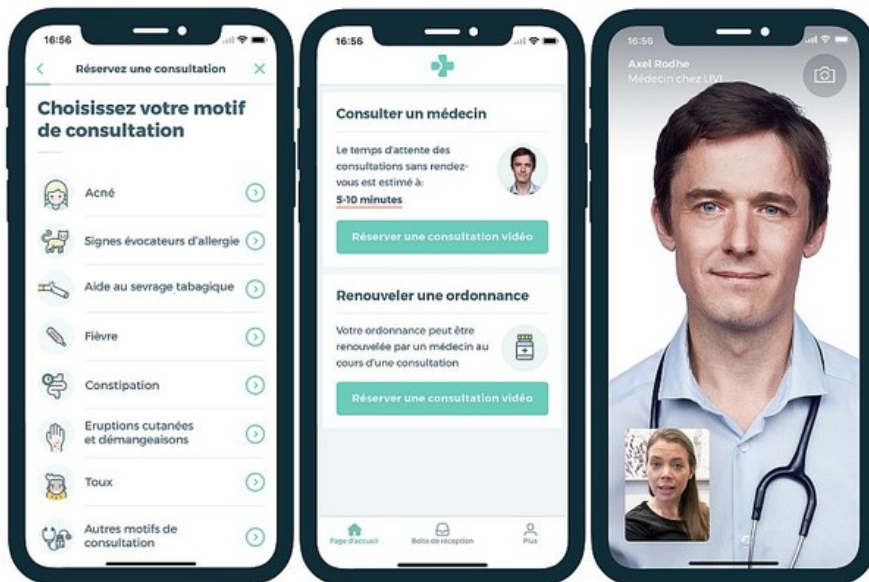 16:56
Réservez une consultation
Choisissez votre motif
de consultation
Acné
Signes évocateurs d'allergie
Aide au sevrage tabagique
Fièvre
Constipation
Eruptions cutanées
et démangeaisons
Toux
Autres motifs de
consultation
16:56
Consulter un médecin
Le temps d'attente des
consultations sans rendez-
vous est estimé à:
5-10 minutes
Réserver une consultation vidéo
Renouveler une ordonnance
Votre ordonnance peut être
renouvelée par un médecin au
cours d'une consultation
Réserver une consultation vidéo
Page d'accueil
Boîte de réception
Plus
16:56
Axel Rodhe
Médecin chez LIVI